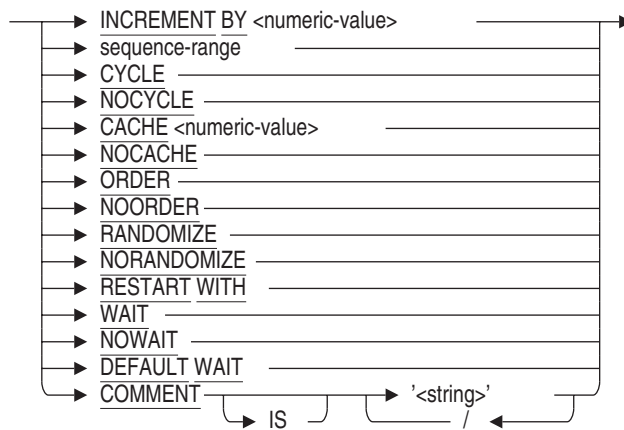 INCREMENT BY <numeric-value>
sequence-range
CYCLE
NOCYCLE
CACHE <numeric-value>
NOCACHE
ORDER
NOORDER
RANDOMIZE
NORANDOMIZE
RESTART WITH
WAIT
NOWAIT
DEFAULT WAIT
COMMENT '<string>'
IS /